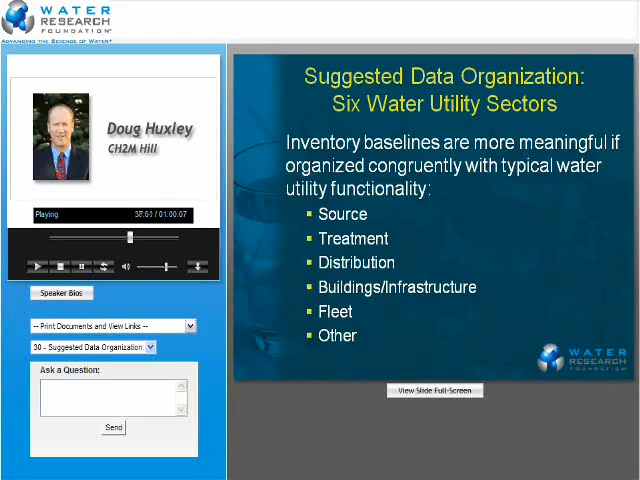 WATER
RESEARCH
FOUNDATION
ADVANCING THE SCIENCE OF WATER
Doug Huxley
CH2M Hill
Playing
/ 01:00:07
Speaker Bios
-- Print Documents and View Links --
30 - Suggested Data Organization:
Ask a Question:
Send
Suggested Data Organization:
Six Water Utility Sectors
Inventory baselines are more meaningful if
organized congruently with typical water
utility functionality:
Source
Treatment
Distribution
Buildings/Infrastructure
Fleet
Other
WATER
RESEARCH
FOUNDATION
View Slide Full-Screen